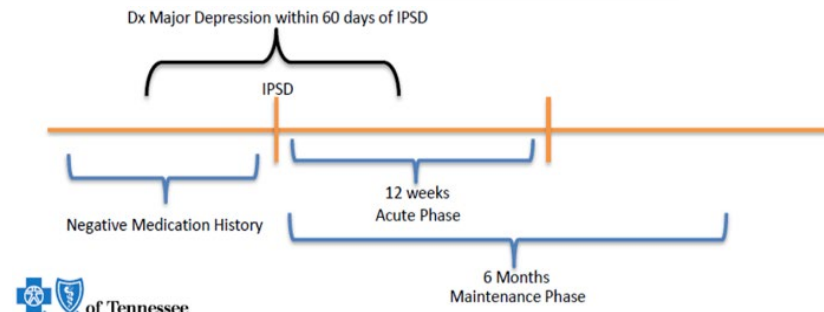 Dx Major Depression within 60 days of IPSD
IPSD
12 weeks
Acute Phase
Negative Medication History
6 Months
Maintenance Phase
of Tennessee